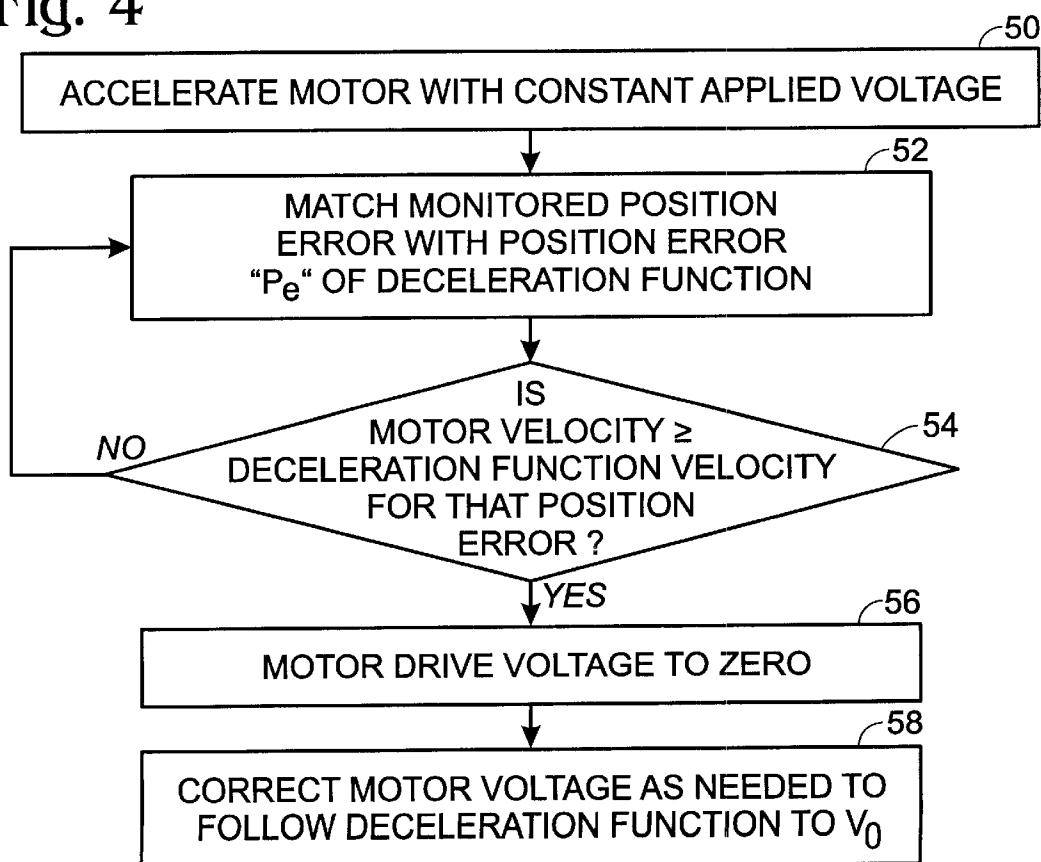 Fig. 4
50
ACCELERATE MOTOR WITH CONSTANT APPLIED VOLTAGE
52
MATCH MONITORED POSITION
ERROR WITH POSITION ERROR
“Pe“ OF DECELERATION FUNCTION
IS
MOTOR VELOCITY ≥
DECELERATION FUNCTION VELOCITY
FOR THAT POSITION
ERROR ?
NO
54
YES
56
MOTOR DRIVE VOLTAGE TO ZERO
58
CORRECT MOTOR VOLTAGE AS NEEDED TO
FOLLOW DECELERATION FUNCTION TO V0